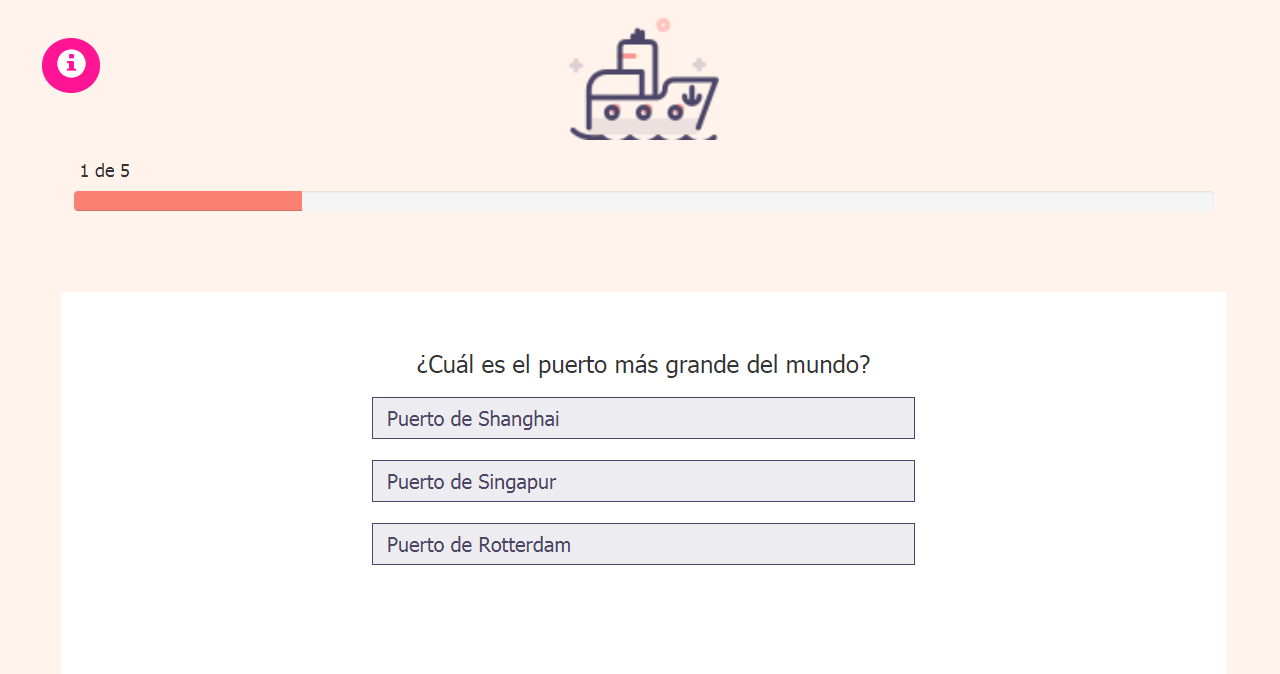 1 de 5
¿Cuál es el puerto más grande del mundo?
Puerto de Shanghai
Puerto de Singapur
Puerto de Rotterdam